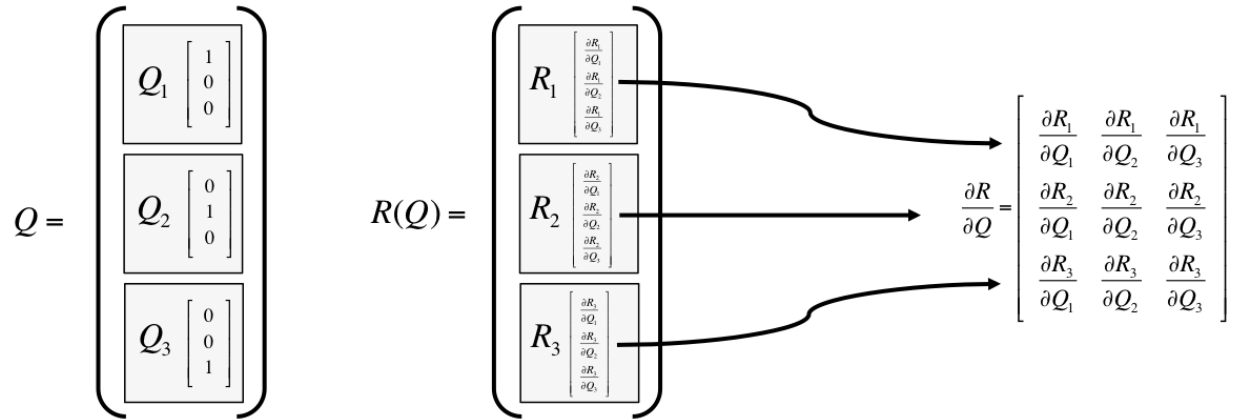 Q = ( Q₁ [ 1 0 0 ] Q₂ [ 0 1 0 ] Q₃ [ 0 0 1 ] )
R(Q) = ( R₁ [ ∂R₁/∂Q₁ ∂R₁/∂Q₂ ∂R₁/∂Q₃ ] R₂ [ ∂R₂/∂Q₁ ∂R₂/∂Q₂ ∂R₂/∂Q₃ ] R₃ [ ∂R₃/∂Q₁ ∂R₃/∂Q₂ ∂R₃/∂Q₃ ] )
∂R/∂Q = [ ∂R₁/∂Q₁ ∂R₁/∂Q₂ ∂R₁/∂Q₃
∂R₂/∂Q₁ ∂R₂/∂Q₂ ∂R₂/∂Q₃
∂R₃/∂Q₁ ∂R₃/∂Q₂ ∂R₃/∂Q₃ ]